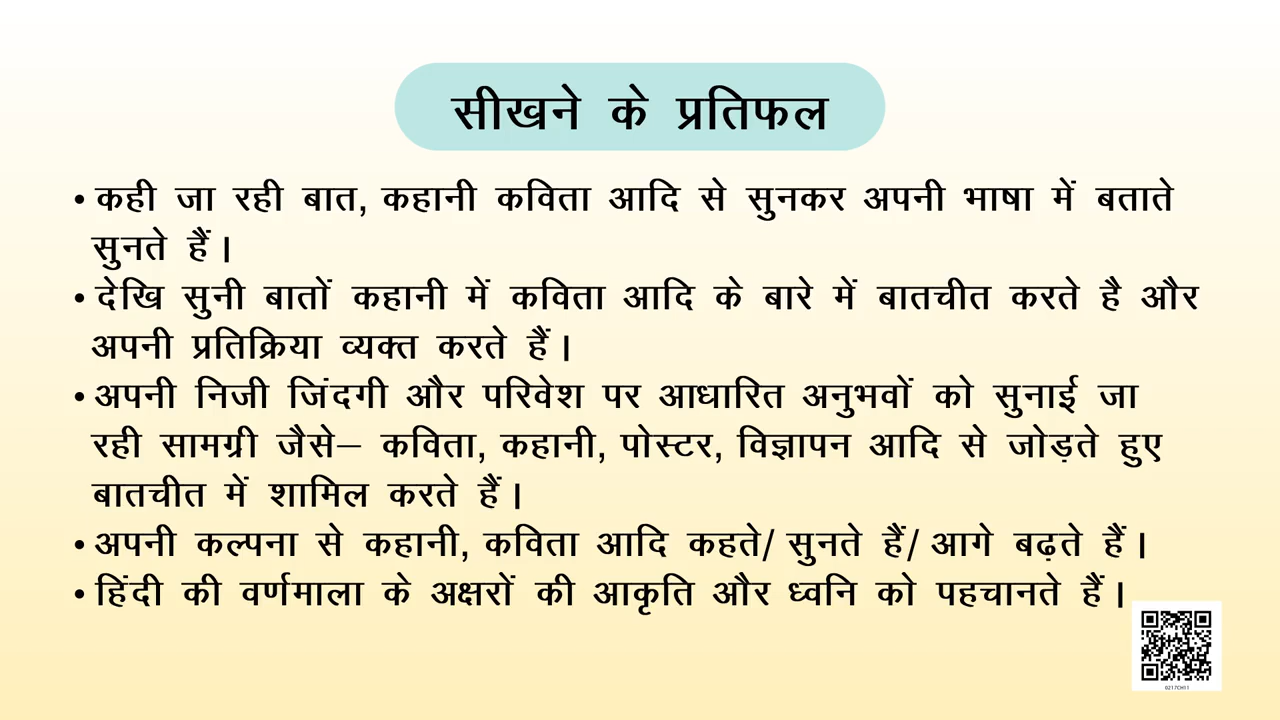 सीखने के प्रतिफल
• कही जा रही बात, कहानी कविता आदि से सुनकर अपनी भाषा में बताते
सुनते हैं।
• देखि सुनी बातों कहानी में कविता आदि के बारे में बातचीत करते है और
अपनी प्रतिक्रिया व्यक्त करते हैं।
• अपनी निजी जिंदगी और परिवेश पर आधारित अनुभवों को सुनाई जा
रही सामग्री जैसे– कविता, कहानी, पोस्टर, विज्ञापन आदि से जोड़ते हुए
बातचीत में शामिल करते हैं।
• अपनी कल्पना से कहानी, कविता आदि कहते/ सुनते हैं/ आगे बढ़ते हैं।
• हिंदी की वर्णमाला के अक्षरों की आकृति और ध्वनि को पहचानते हैं।
0217CH11